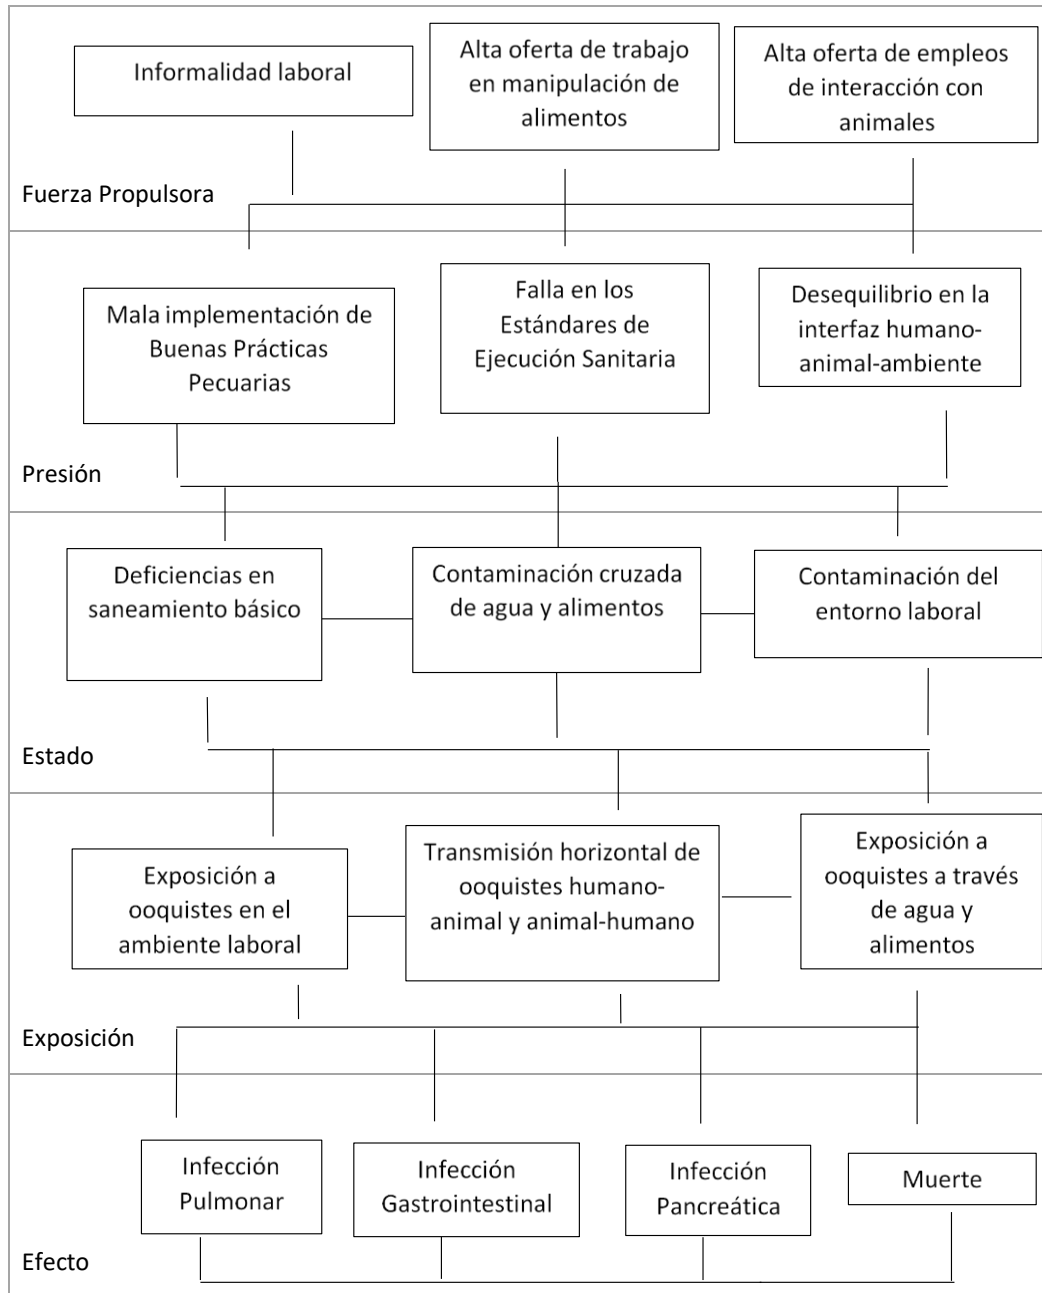 Informalidad laboral
Alta oferta de trabajo
en manipulación de
alimentos
Alta oferta de empleos
de interacción con
animales
Fuerza Propulsora
Mala implementación de
Buenas Prácticas
Pecuarias
Falla en los
Estándares de
Ejecución Sanitaria
Desequilibrio en la
interfaz humano-
animal-ambiente
Presión
Deficiencias en
saneamiento básico
Contaminación cruzada
de agua y alimentos
Contaminación del
entorno laboral
Estado
Exposición a
ooquistes en el
ambiente laboral
Transmisión horizontal de
ooquistes humano-
animal y animal-humano
Exposición a
ooquistes a través
de agua y
alimentos
Exposición
Infección
Pulmonar
Infección
Gastrointestinal
Infección
Pancreática
Muerte
Efecto